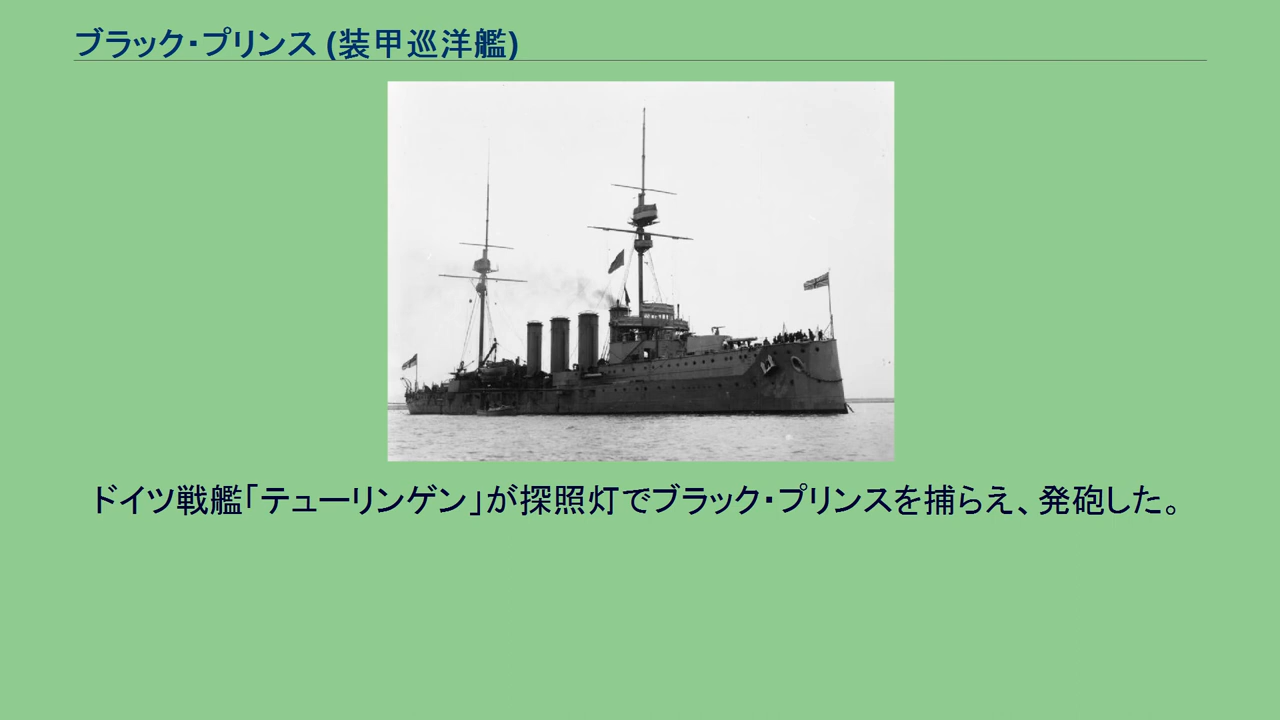 ブラック・プリンス (装甲巡洋艦)
ドイツ戦艦「テューリンゲン」が探照灯でブラック・プリンスを捕らえ、発砲した。